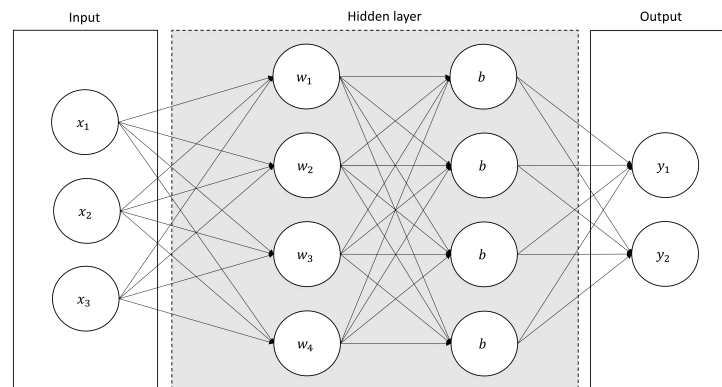 Input Hidden layer Output
x₁
x₂
x₃
w₁
w₂
w₃
w₄
b
b
b
b
y₁
y₂